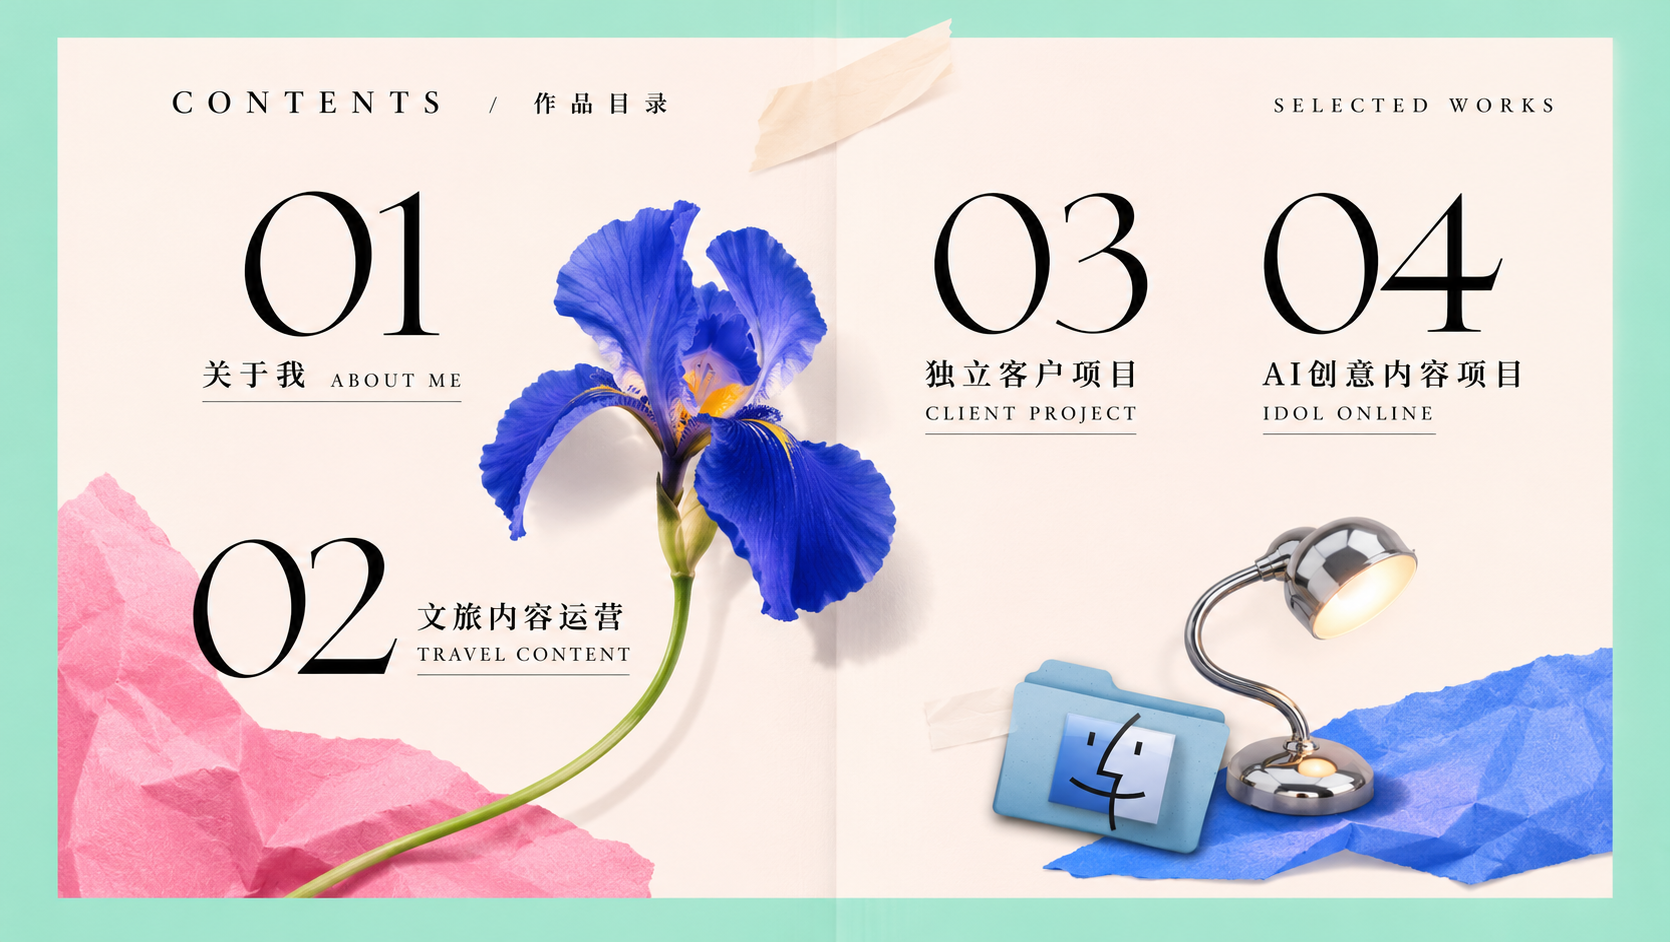 CONTENTS / 作品目录
SELECTED WORKS
01
关于我 ABOUT ME
02
文旅内容运营
TRAVEL CONTENT
03
独立客户项目
CLIENT PROJECT
04
AI创意内容项目
IDOL ONLINE